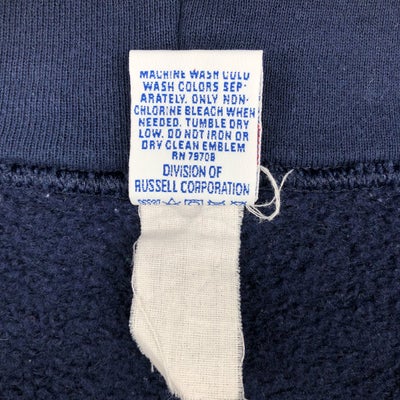 MACHINE WASH COLD
WASH COLORS SEP-
ARATELY. ONLY NON-
CHLORINE BLEACH WHEN
NEEDED. TUMBLE DRY
LOW. DO NOT IRON OR
DRY CLEAN EMBLEM
RN 79708
DIVISION OF
RUSSELL CORPORATION